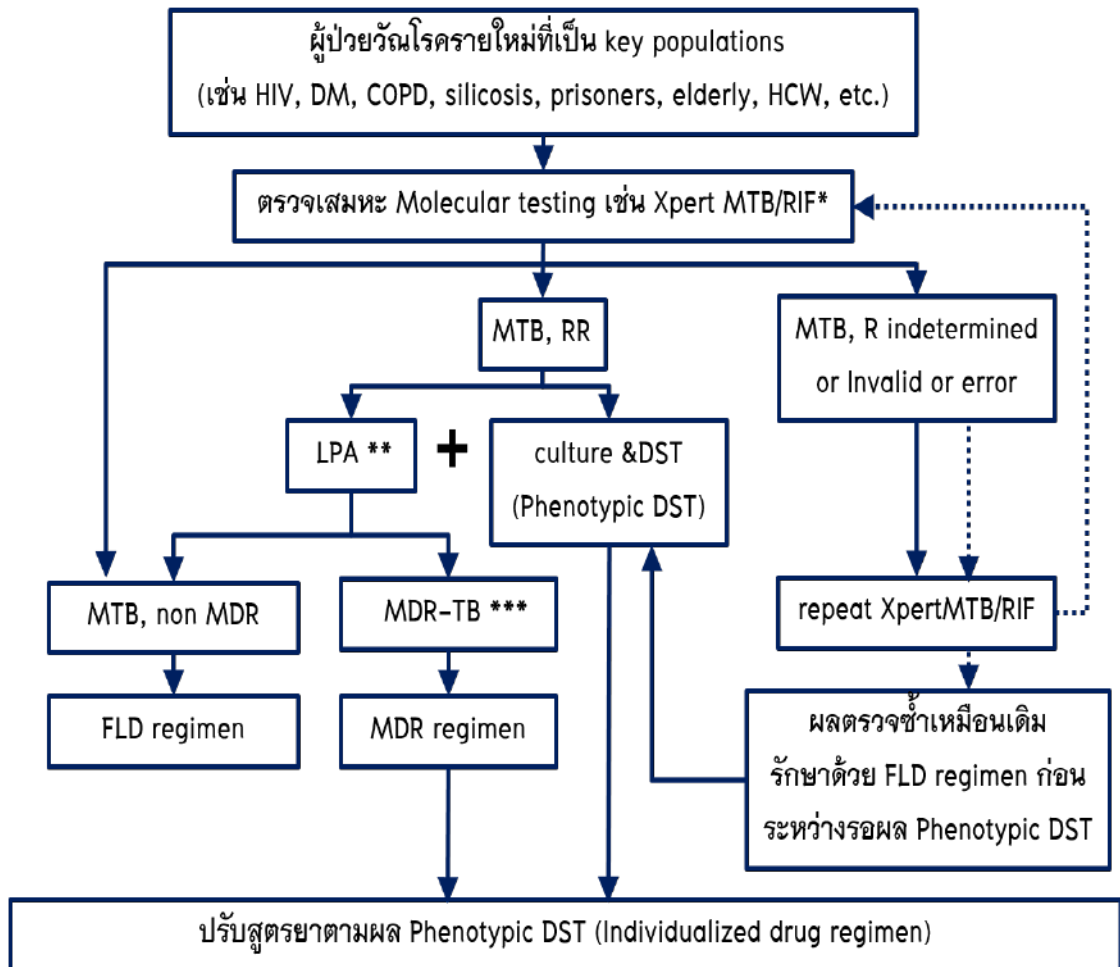 ผู้ป่วยวัณโรครายใหม่ที่เป็น key populations
(เช่น HIV, DM, COPD, silicosis, prisoners, elderly, HCW, etc.)
ตรวจเสมหะ Molecular testing เช่น Xpert MTB/RIF*
MTB, RR
MTB, R indetermined
or Invalid or error
LPA **
+
culture &DST
(Phenotypic DST)
MTB, non MDR
MDR-TB ***
repeat XpertMTB/RIF
FLD regimen
MDR regimen
ผลตรวจซ้ำเหมือนเดิม
รักษาด้วย FLD regimen ก่อน
ระหว่างรอผล Phenotypic DST
ปรับสูตรยาตามผล Phenotypic DST (Individualized drug regimen)